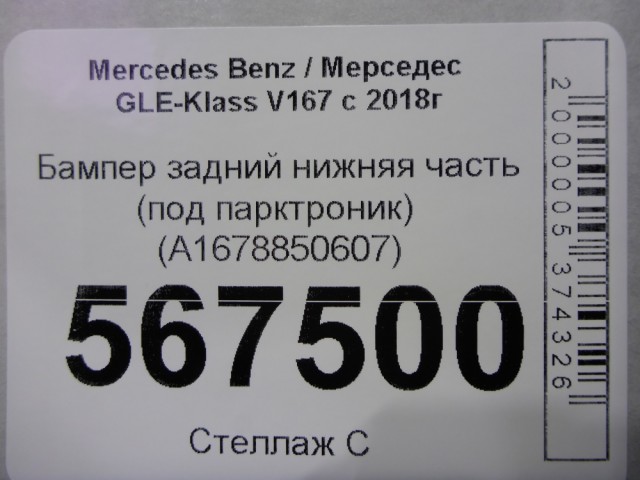 Mercedes Benz / Мерседес
GLE-Klass V167 с 2018г
Бампер задний нижняя часть
(под парктроник)
(A1678850607)
567500
Стеллаж С
2000005374326